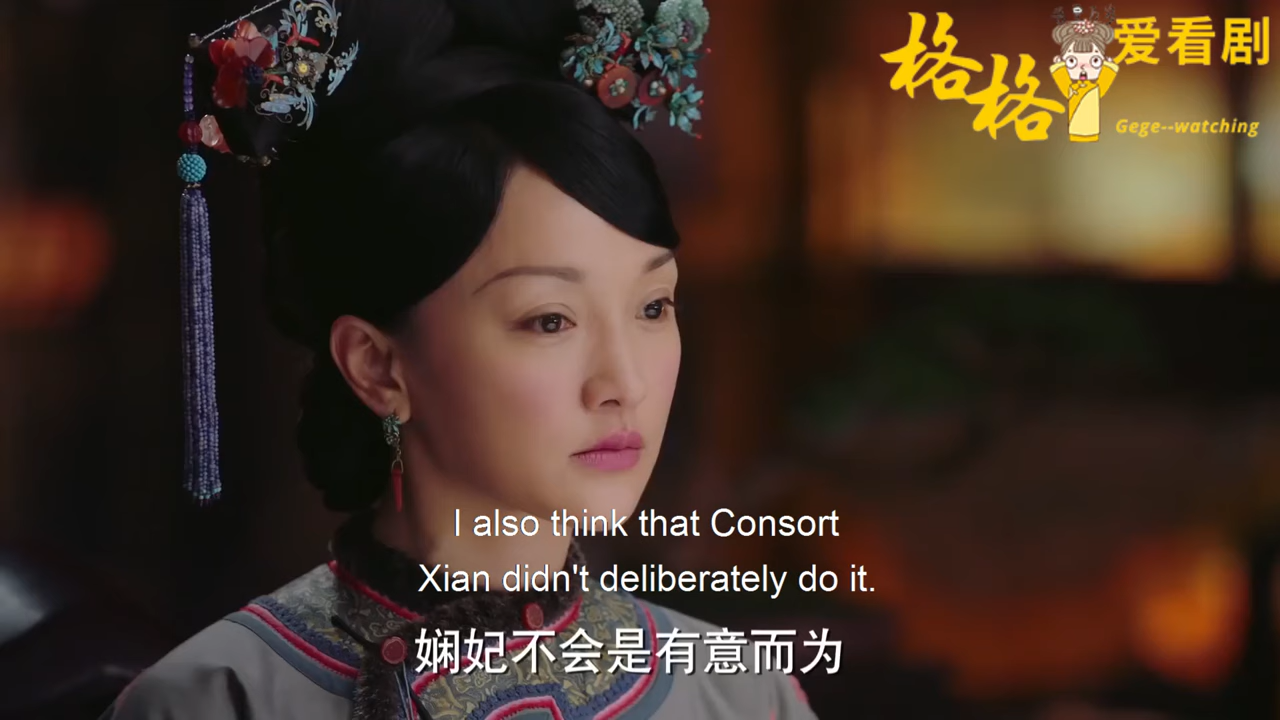 格格爱看剧
Gege--watching
I also think that Consort
Xian didn't deliberately do it.
娴妃不会是有意而为